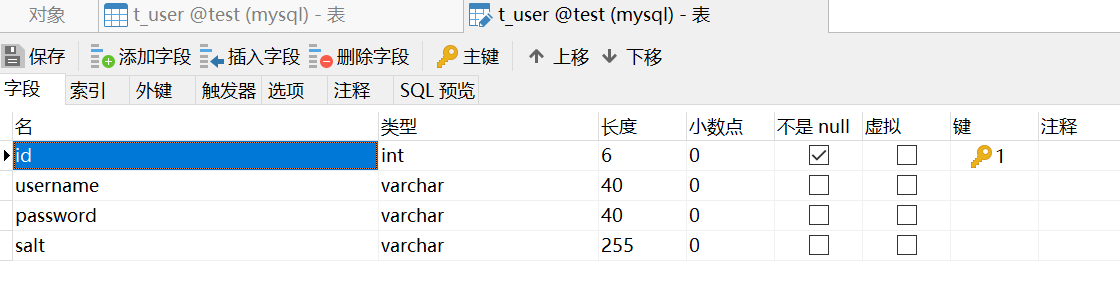 对象 t_user @test (mysql) - 表 t_user @test (mysql) - 表
保存 添加字段 插入字段 删除字段 主键 上移 下移
字段 索引 外键 触发器 选项 注释 SQL 预览
名 类型 长度 小数点 不是 null 虚拟 键 注释
id int 6 0 1
username varchar 40 0
password varchar 40 0
salt varchar 255 0